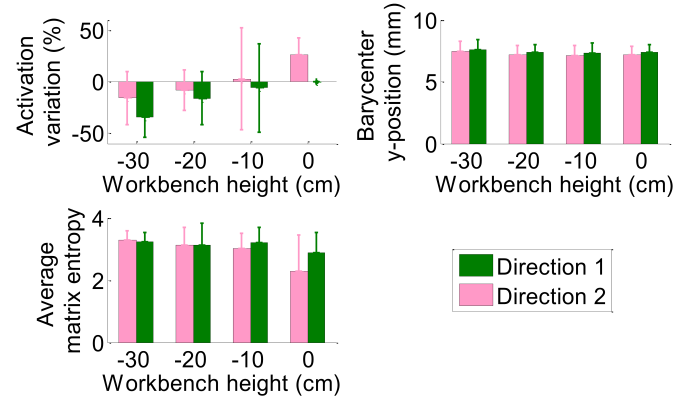 Activation
variation (%)
50
0
-50
-30 -20 -10 0
Workbench height (cm)
Barycenter
y-position (mm)
10
5
0
-30 -20 -10 0
Workbench height (cm)
Average
matrix entropy
4
2
0
-30 -20 -10 0
Workbench height (cm)
Direction 1
Direction 2